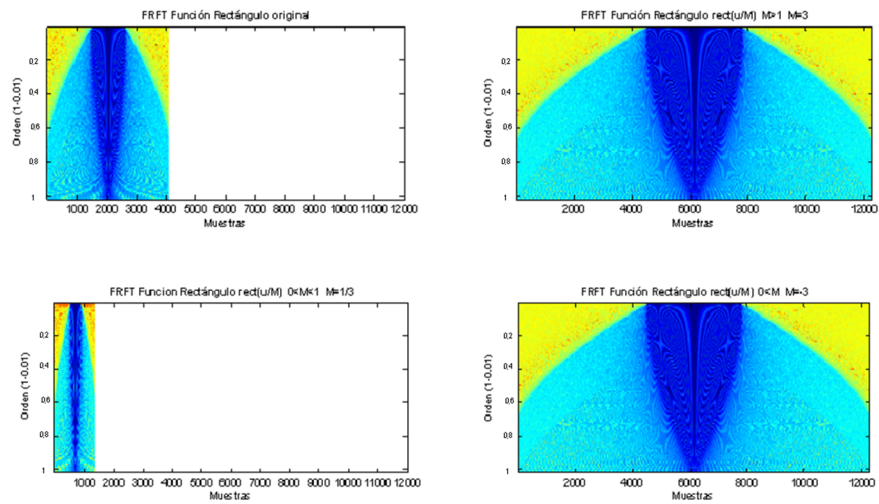 FRFT Función Rectángulo original
Orden (1-0.01)
0,2
0,4
0,6
0,8
1
1000 2000 3000 4000 5000 6000 7000 8000 9000 10000 11000 12000
Muestras
FRFT Función Rectángulo rect(u/M) M>1 M=3
Orden (1-0.01)
0,2
0,4
0,6
0,8
1
2000 4000 6000 8000 10000 12000
Muestras
FRFT Funcion Rectángulo rect(u/M) 0<M<1 M=1/3
Orden (1-0.01)
0,2
0,4
0,6
0,8
1
1000 2000 3000 4000 5000 6000 7000 8000 9000 10000 11000 12000
Muestras
FRFT Función Rectángulo rect(u/M) 0<M M=-3
Orden (1-0.01)
0,2
0,4
0,6
0,8
1
2000 4000 6000 8000 10000 12000
Muestras